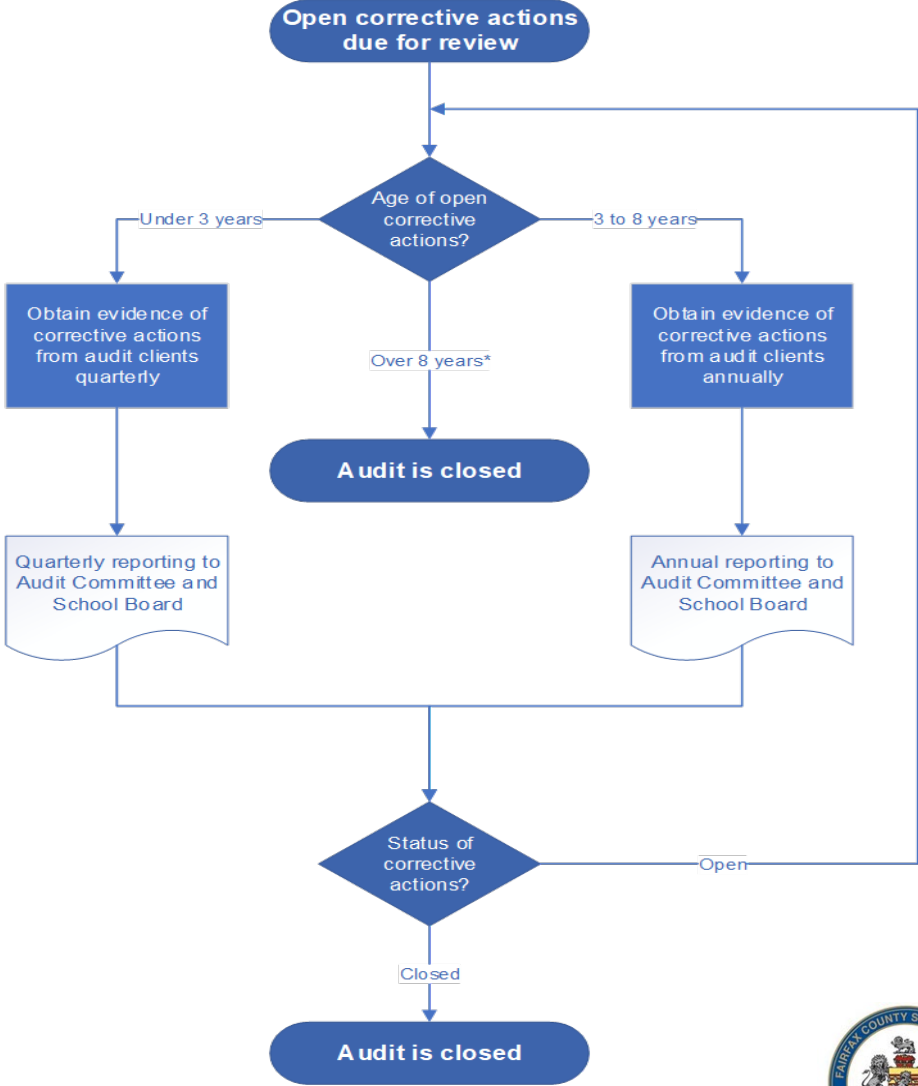 Open corrective actions
due for review
Age of open
corrective
actions?
Under 3 years
3 to 8 years
Obtain evidence of
corrective actions
from audit clients
quarterly
Over 8 years*
Obtain evidence of
corrective actions
from audit clients
annually
Audit is closed
Quarterly reporting to
Audit Committee and
School Board
Annual reporting to
Audit Committee and
School Board
Status of
corrective
actions?
Open
Closed
Audit is closed
FAIRFAX COUNTY S